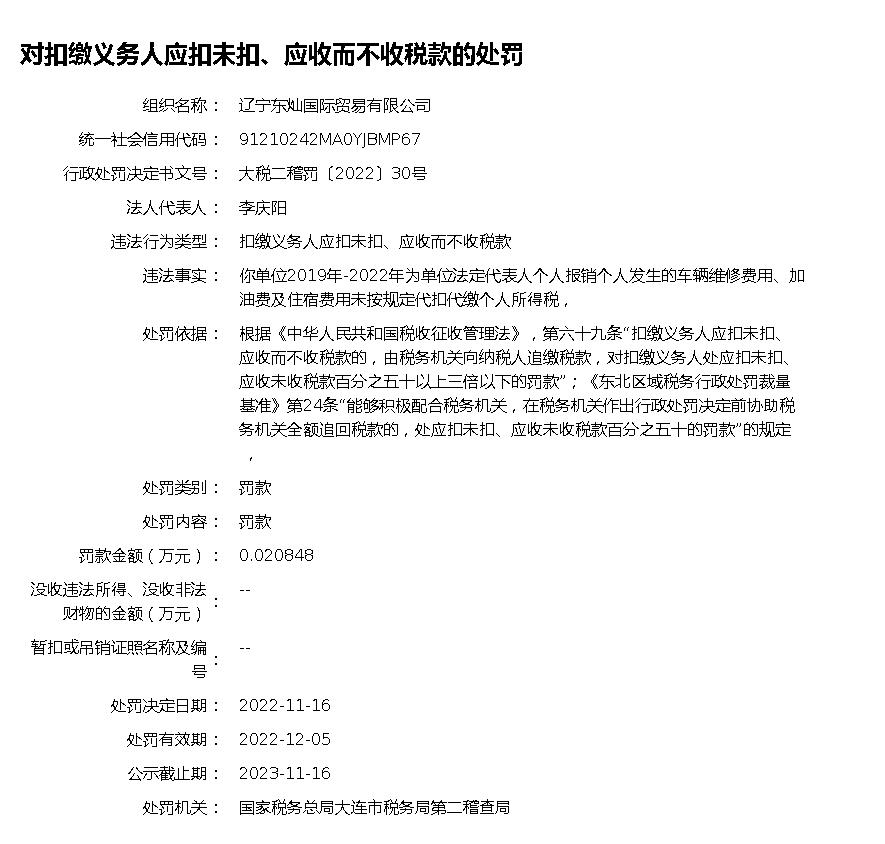 对扣缴义务人应扣未扣、应收而不收税款的处罚
组织名称： 辽宁东灿国际贸易有限公司
统一社会信用代码： 91210242MA0YJBMP67
行政处罚决定书文号： 大税二稽罚〔2022〕30号
法人代表人： 李庆阳
违法行为类型： 扣缴义务人应扣未扣、应收而不收税款
违法事实： 你单位2019年-2022年为单位法定代表人个人报销个人发生的车辆维修费用、加
油费及住宿费用未按规定代扣代缴个人所得税，
处罚依据： 根据《中华人民共和国税收征收管理法》，第六十九条“扣缴义务人应扣未扣、
应收而不收税款的，由税务机关向纳税人追缴税款，对扣缴义务人处应扣未扣、
应收未收税款百分之五十以上三倍以下的罚款”；《东北区域税务行政处罚裁量
基准》第24条“能够积极配合税务机关，在税务机关作出行政处罚决定前协助税
务机关全额追回税款的，处应扣未扣、应收未收税款百分之五十的罚款”的规定
，
处罚类别： 罚款
处罚内容： 罚款
罚款金额（万元）： 0.020848
没收违法所得、没收非法
财物的金额（万元）： --
暂扣或吊销证照名称及编
号： --
处罚决定日期： 2022-11-16
处罚有效期： 2022-12-05
公示截止期： 2023-11-16
处罚机关： 国家税务总局大连市税务局第二稽查局